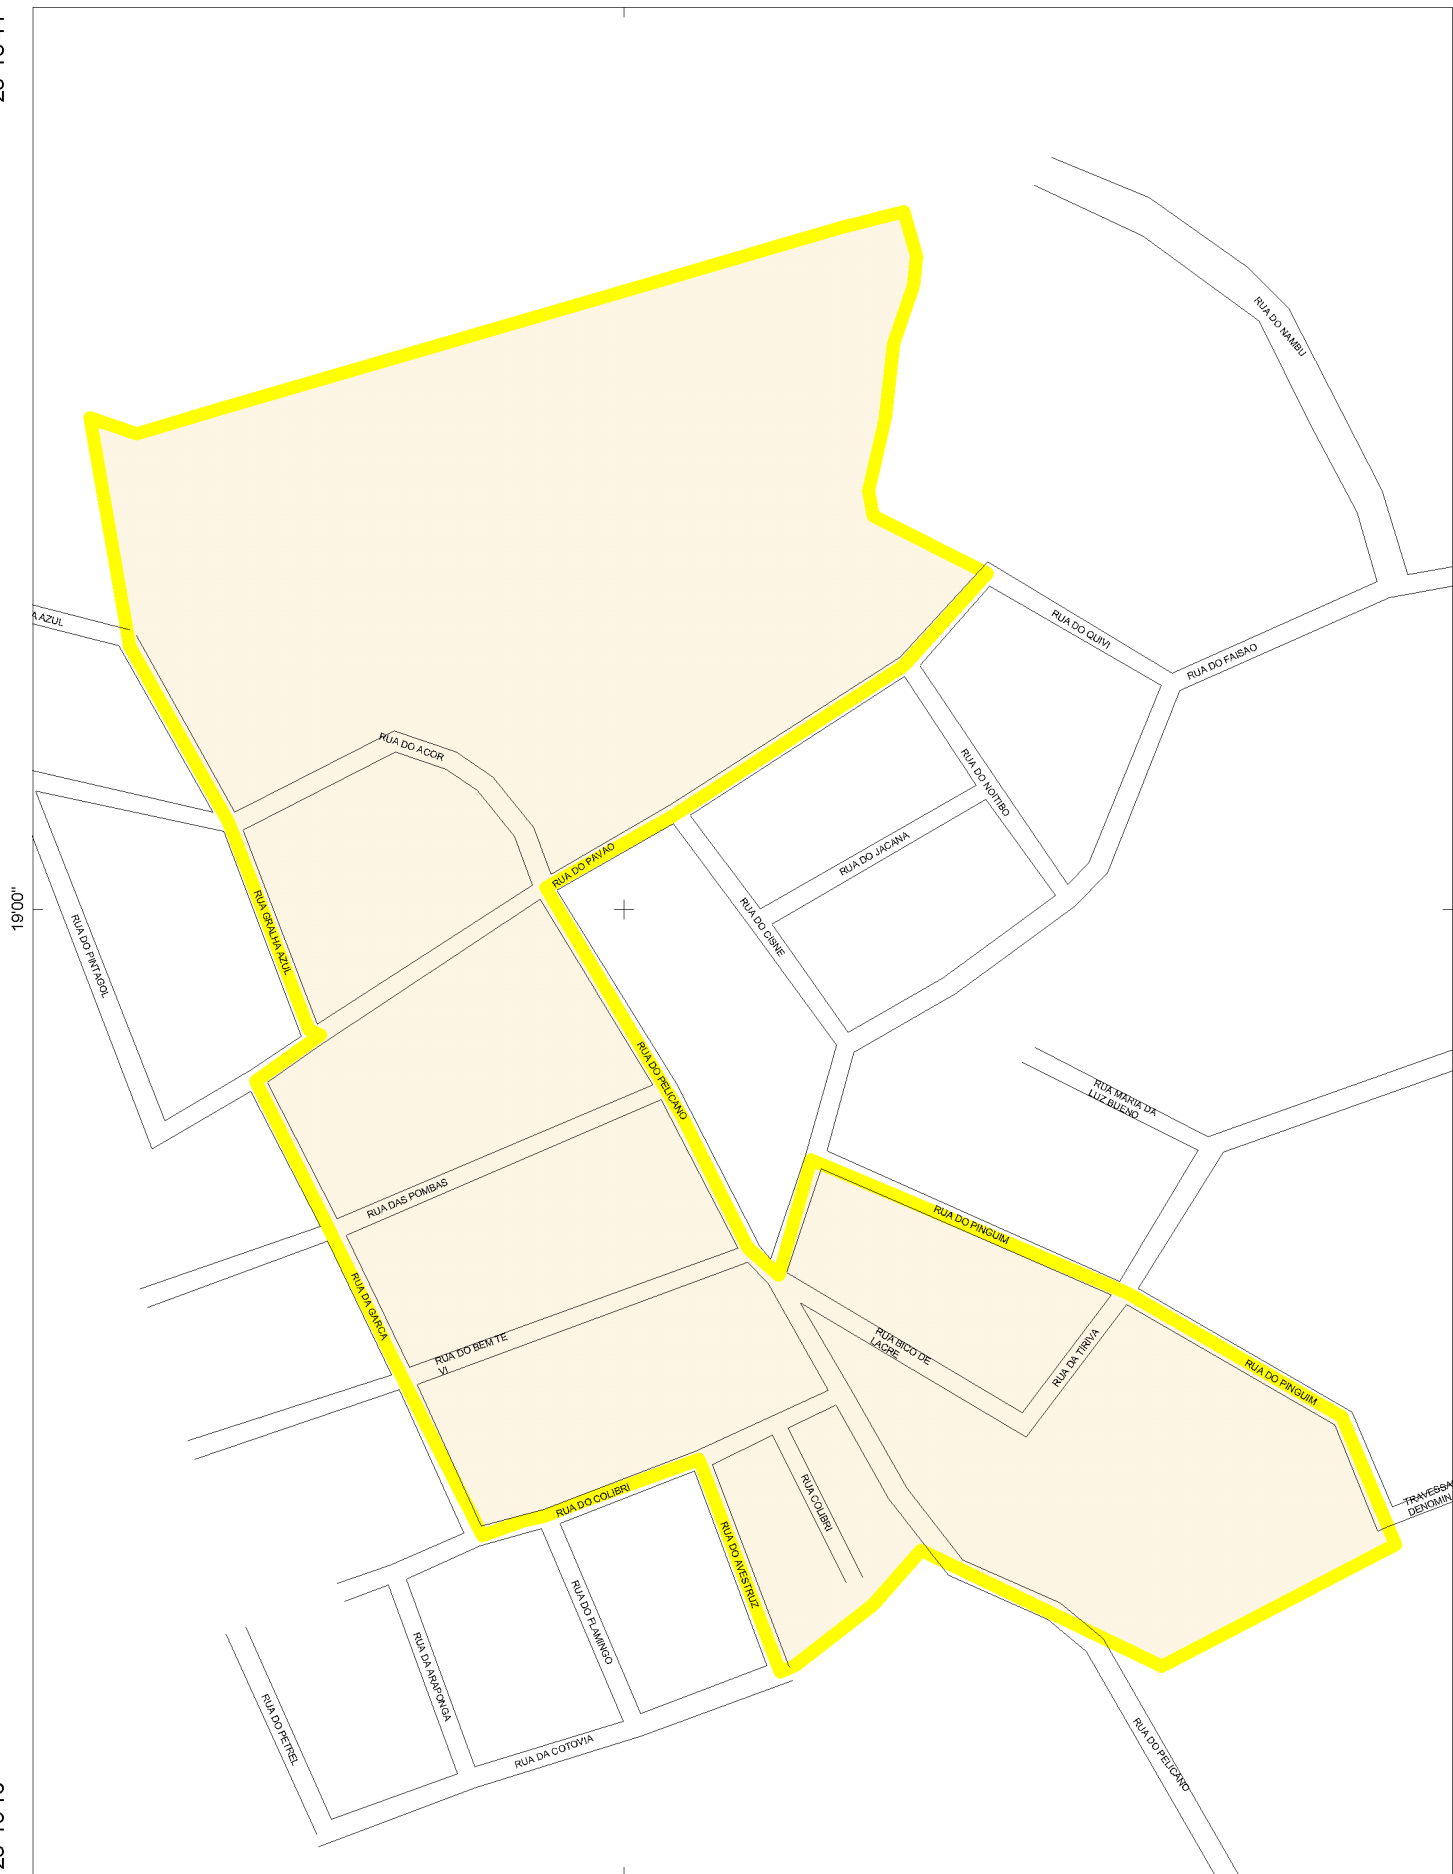 RUA DO NAMBU
A AZUL
RUA DO QUIVI
RUA DO FAISAO
RUA DO ACOR
RUA DO NOITIBO
RUA DO JACANA
RUA DO PAVAO
19'00"
RUA DO PINTAGOL
RUA GRALHA AZUL
RUA DO CISNE
RUA DO PELICANO
RUA MARIA DA
LUZ BUENO
RUA DAS POMBAS
RUA DO PINGUIM
RUA DA GARCA
RUA DO BEM TE
VI
RUA BICO DE
LACRE
RUA DA TIRIVA
RUA DO PINGUIM
RUA DO COLIBRI
RUA COLIBRI
TRAVESSA
DENOMIN
RUA DO AVESTRUZ
RUA DO FLAMINGO
RUA DA ARAPONGA
RUA DO PETREL
RUA DA COTOVIA
RUA DO PELICANO